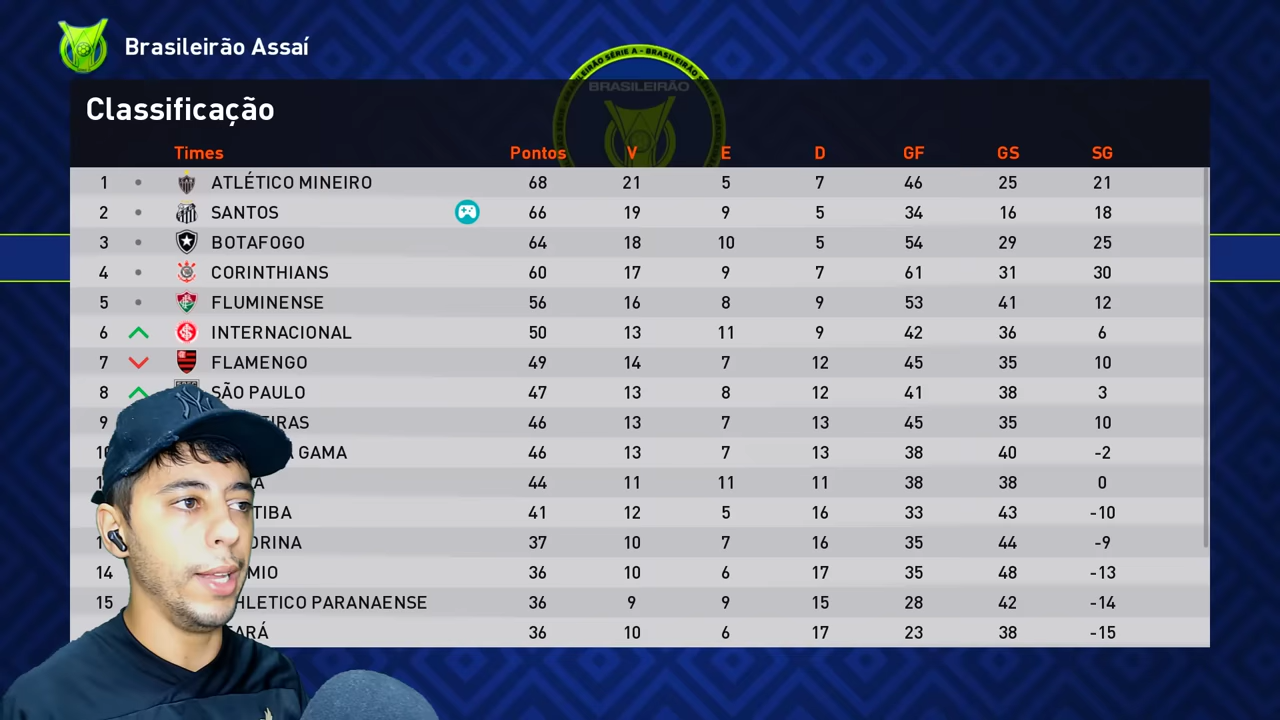 Brasileirão Assaí
BRASILEIRÃO SÉRIE A - BRASILEIRÃO
BRASILEIRÃO
Classificação
Times Pontos V E D GF GS SG
1 ATLÉTICO MINEIRO 68 21 5 7 46 25 21
2 SANTOS 66 19 9 5 34 16 18
3 BOTAFOGO 64 18 10 5 54 29 25
4 CORINTHIANS 60 17 9 7 61 31 30
5 FLUMINENSE 56 16 8 9 53 41 12
6 INTERNACIONAL 50 13 11 9 42 36 6
7 FLAMENGO 49 14 7 12 45 35 10
8 SÃO PAULO 47 13 8 12 41 38 3
9 46 13 7 13 45 35 10
GAMA 46 13 7 13 38 40 -2
44 11 11 11 38 38 0
41 12 5 16 33 43 -10
37 10 7 16 35 44 -9
14 36 10 6 17 35 48 -13
15 36 9 9 15 28 42 -14
PARANAENSE
36 10 6 17 23 38 -15
NY